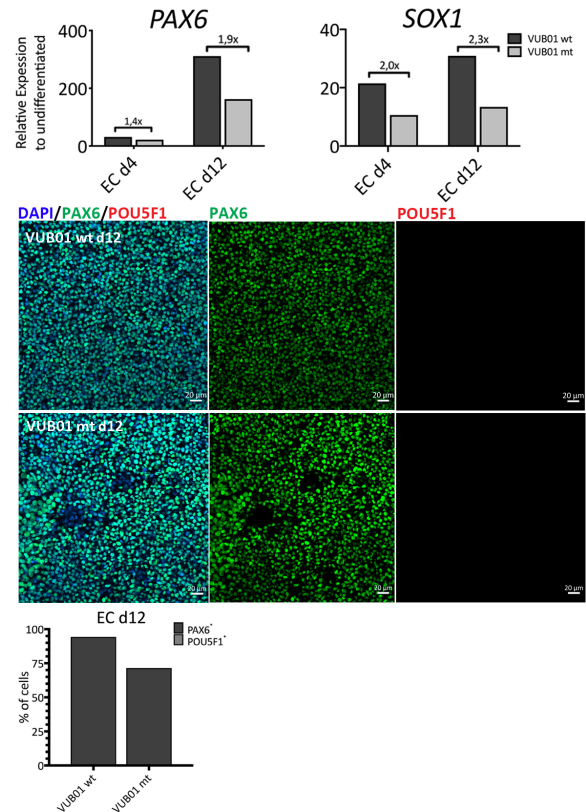 PAX6
SOX1
Relative Expession
to undifferentiated
400
200
0
1,4x
1,9x
EC d4
EC d12
40
20
0
2,0x
2,3x
EC d4
EC d12
VUB01 wt
VUB01 mt
DAPI/PAX6/POU5F1
PAX6
POU5F1
VUB01 wt d12
20 µm
20 µm
20 µm
VUB01 mt d12
20 µm
20 µm
20 µm
EC d12
% of cells
100
75
50
25
0
PAX6+
POU5F1+
VUB01 wt
VUB01 mt